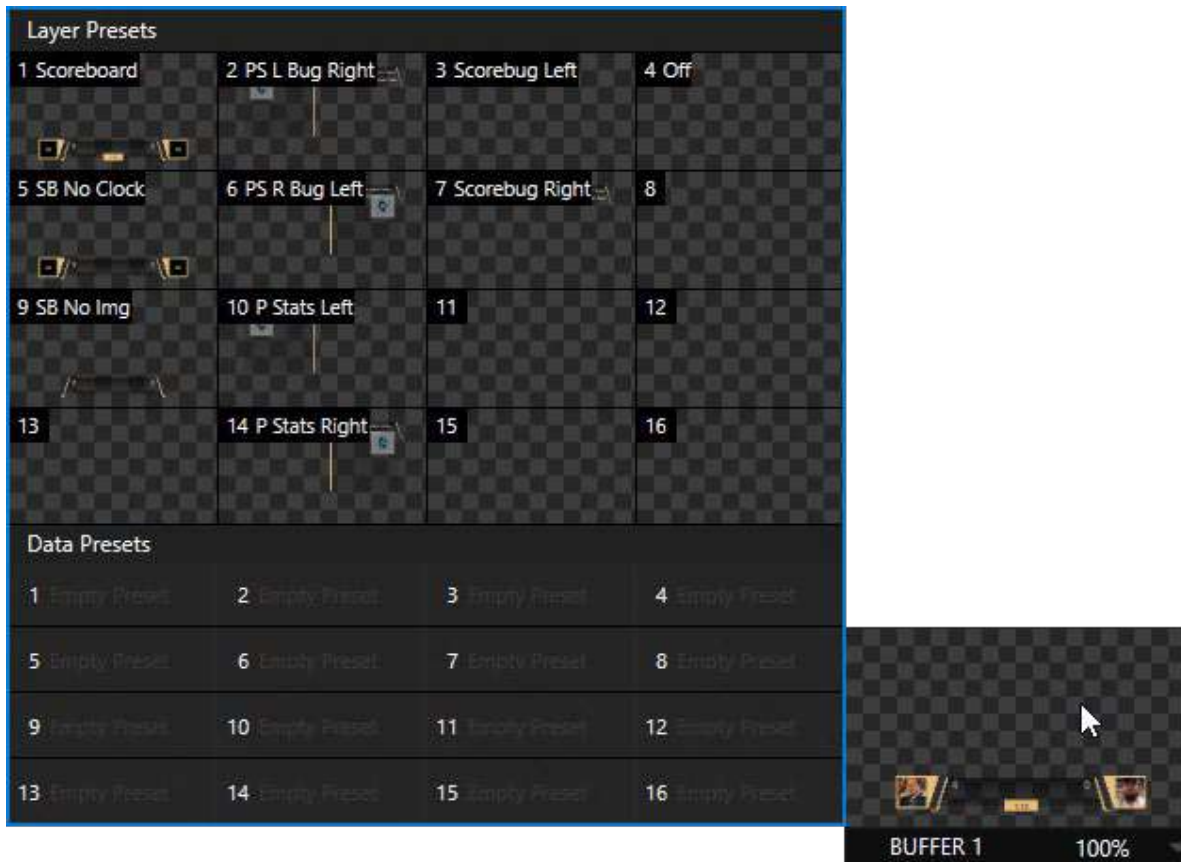 Layer Presets
1 Scoreboard
2 PS L Bug Right
3 Scorebug Left
4 Off
5 SB No Clock
6 PS R Bug Left
7 Scorebug Right
8
9 SB No Img
10 P Stats Left
11
12
13
14 P Stats Right
15
16
Data Presets
1 Empty Preset
2 Empty Preset
3 Empty Preset
4 Empty Preset
5 Empty Preset
6 Empty Preset
7 Empty Preset
8 Empty Preset
9 Empty Preset
10 Empty Preset
11 Empty Preset
12 Empty Preset
13 Empty Preset
14 Empty Preset
15 Empty Preset
16 Empty Preset
BUFFER 1 100%